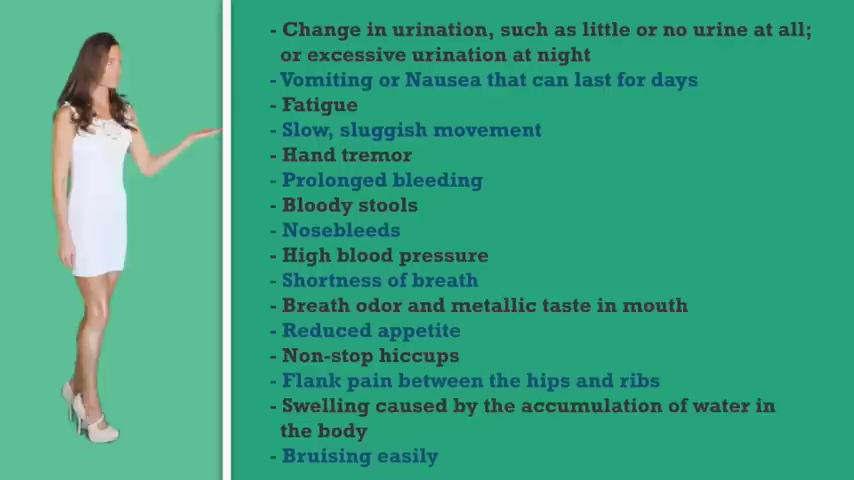 - Change in urination, such as little or no urine at all;
or excessive urination at night
- Vomiting or Nausea that can last for days
- Fatigue
- Slow, sluggish movement
- Hand tremor
- Prolonged bleeding
- Bloody stools
- Nosebleeds
- High blood pressure
- Shortness of breath
- Breath odor and metallic taste in mouth
- Reduced appetite
- Non-stop hiccups
- Flank pain between the hips and ribs
- Swelling caused by the accumulation of water in
the body
- Bruising easily